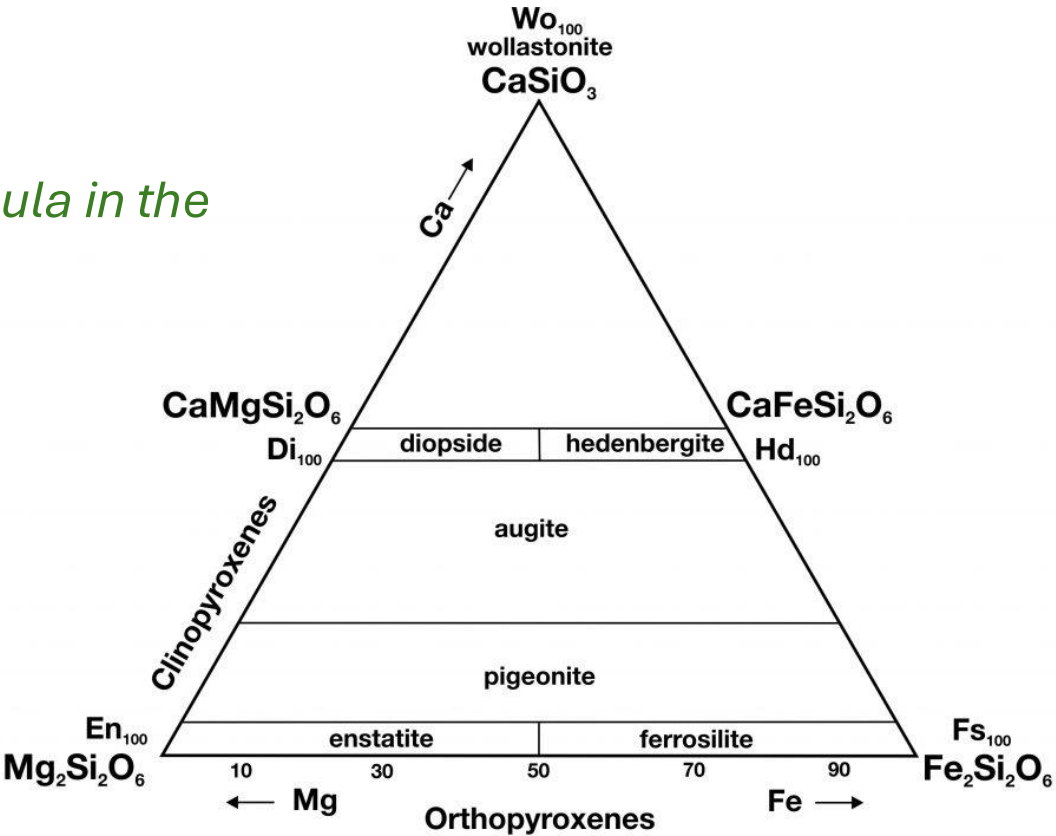 Wo₁₀₀
wollastonite
CaSiO₃
ula in the
Ca
CaMgSi₂O₆
CaFeSi₂O₆
Di₁₀₀
diopside
hedenbergite
Hd₁₀₀
augite
Clinopyroxenes
pigeonite
En₁₀₀
enstatite
ferrosilite
Fs₁₀₀
Mg₂Si₂O₆
10 30 50 70 90
Fe₂Si₂O₆
Mg
Fe
Orthopyroxenes